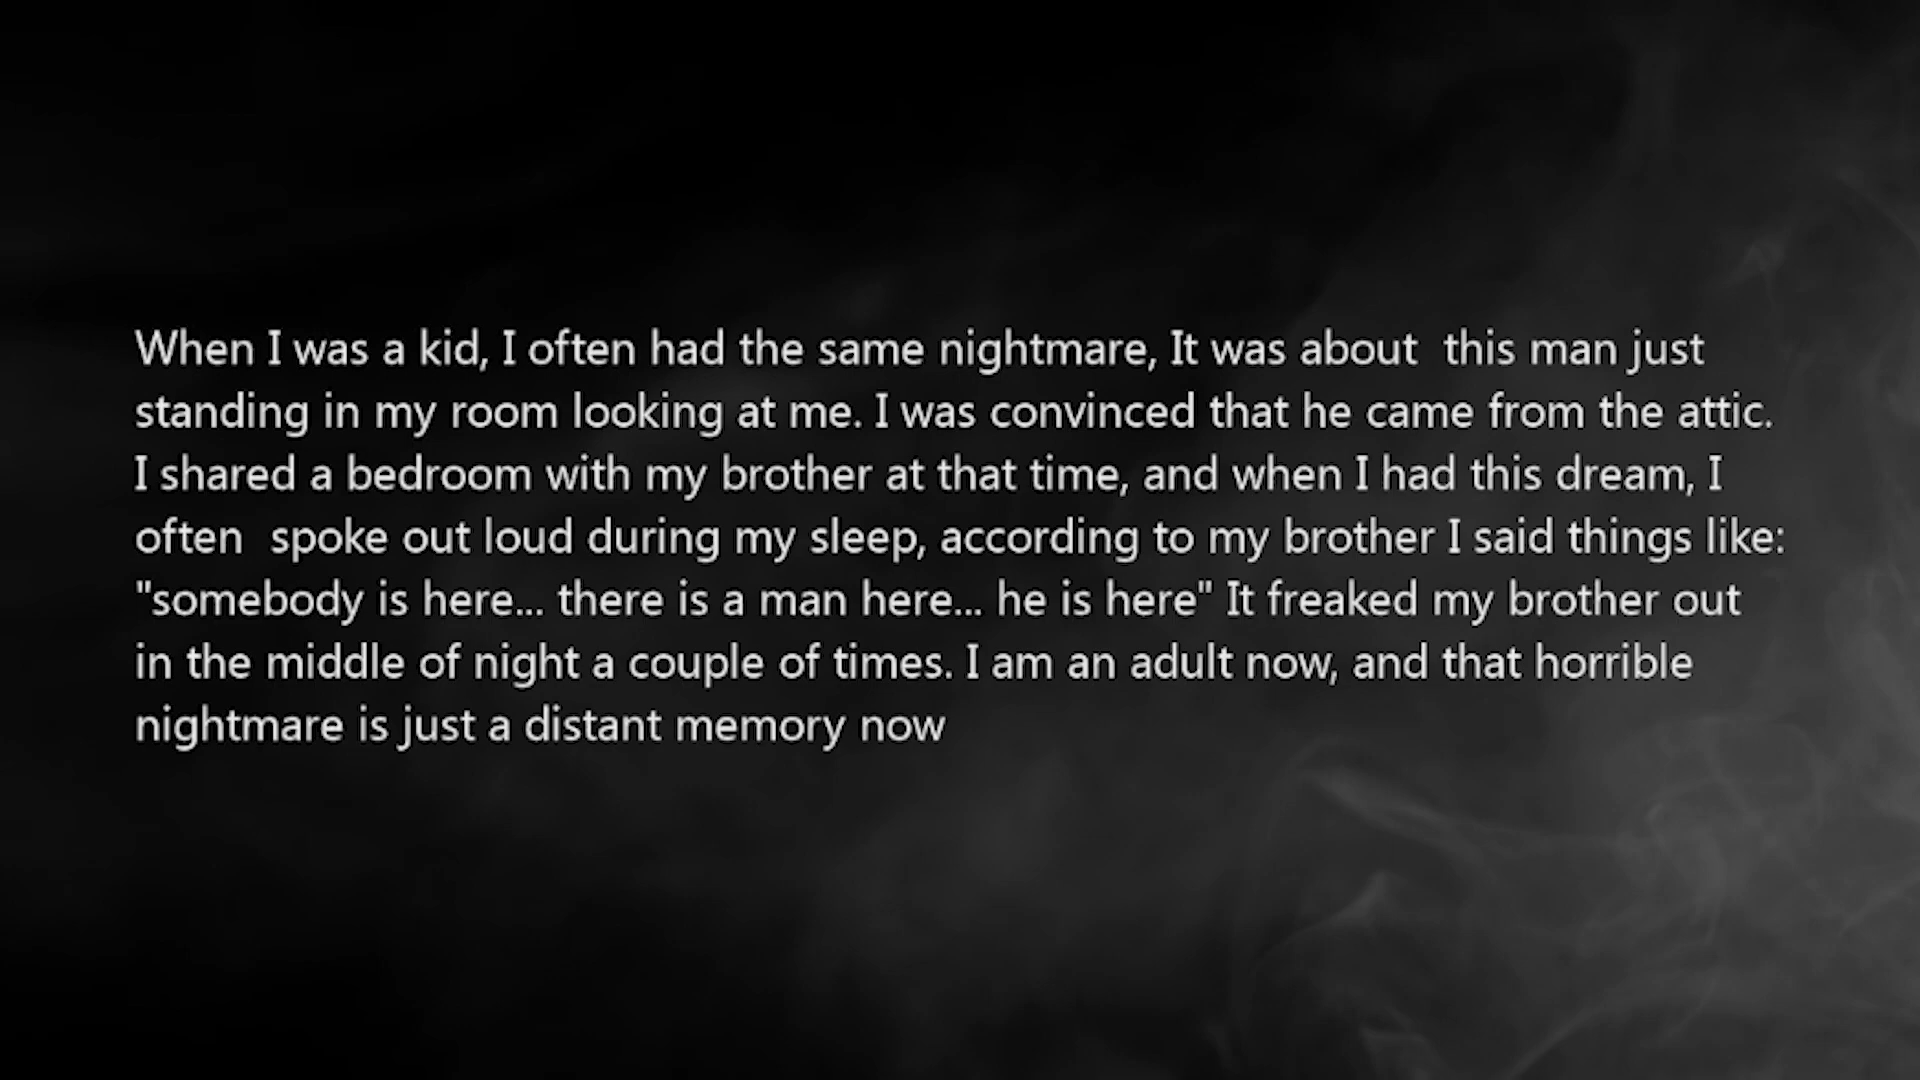 When I was a kid, I often had the same nightmare, It was about  this man just
standing in my room looking at me. I was convinced that he came from the attic.
I shared a bedroom with my brother at that time, and when I had this dream, I
often  spoke out loud during my sleep, according to my brother I said things like:
"somebody is here... there is a man here... he is here" It freaked my brother out
in the middle of night a couple of times. I am an adult now, and that horrible
nightmare is just a distant memory now